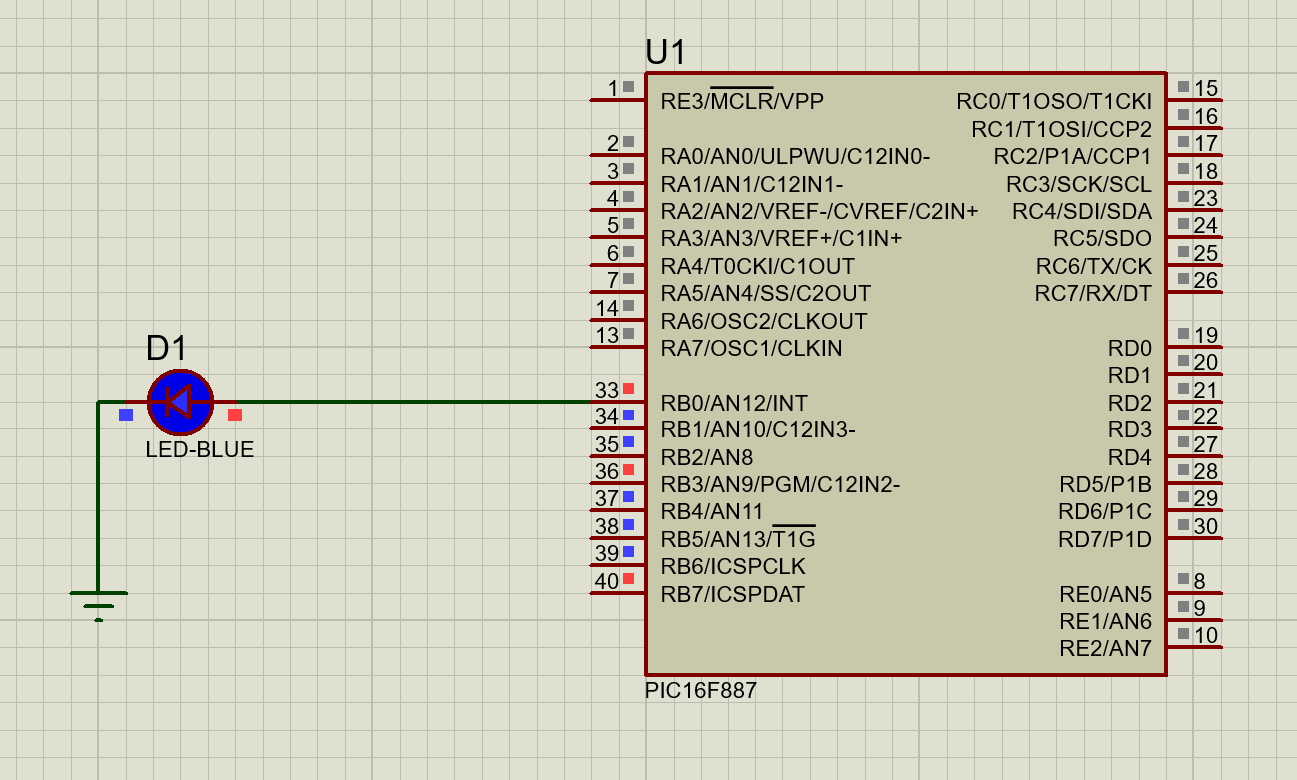 U1
1
RE3/MCLR/VPP
RC0/T1OSO/T1CKI
15
RC1/T1OSI/CCP2
16
2
RA0/AN0/ULPWU/C12IN0-
RC2/P1A/CCP1
17
3
RA1/AN1/C12IN1-
RC3/SCK/SCL
18
4
RA2/AN2/VREF-/CVREF/C2IN+
RC4/SDI/SDA
23
5
RA3/AN3/VREF+/C1IN+
RC5/SDO
24
6
RA4/T0CKI/C1OUT
RC6/TX/CK
25
7
RA5/AN4/SS/C2OUT
RC7/RX/DT
26
14
RA6/OSC2/CLKOUT
13
RA7/OSC1/CLKIN
RD0
19
RD1
20
D1
LED-BLUE
33
RB0/AN12/INT
RD2
21
34
RB1/AN10/C12IN3-
RD3
22
35
RB2/AN8
RD4
27
36
RB3/AN9/PGM/C12IN2-
RD5/P1B
28
37
RB4/AN11
RD6/P1C
29
38
RB5/AN13/T1G
RD7/P1D
30
39
RB6/ICSPCLK
40
RB7/ICSPDAT
RE0/AN5
8
RE1/AN6
9
RE2/AN7
10
PIC16F887